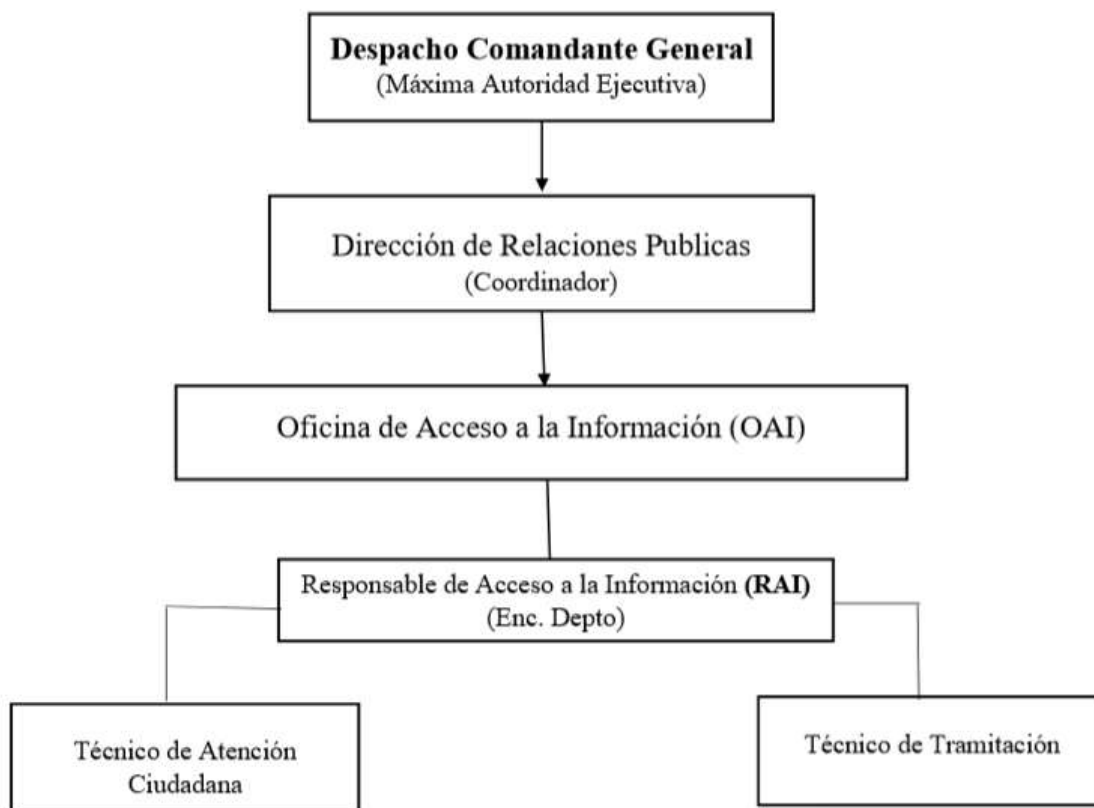 Despacho Comandante General
(Máxima Autoridad Ejecutiva)
Dirección de Relaciones Publicas
(Coordinador)
Oficina de Acceso a la Información (OAI)
Responsable de Acceso a la Información (RAI)
(Enc. Depto)
Técnico de Atención
Ciudadana
Técnico de Tramitación